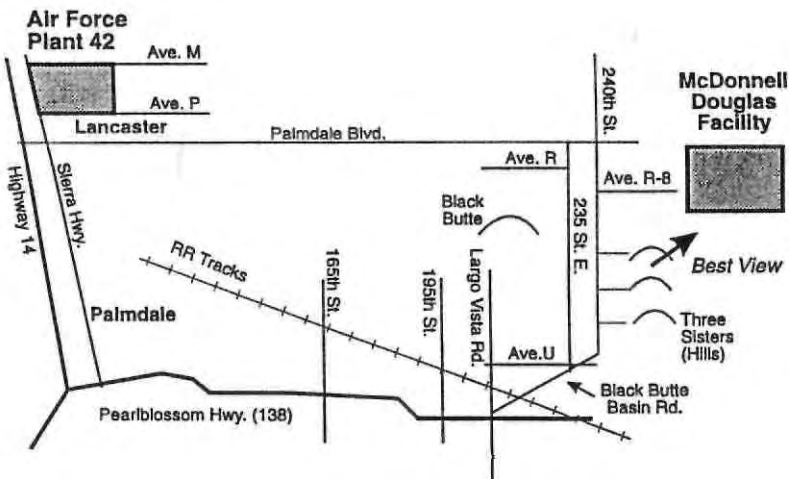 Air Force
Plant 42
Ave. M
Ave. P
Lancaster
Palmdale Blvd.
240th St.
McDonnell
Douglas
Facility
Ave. R
Ave. R-8
Highway 14
Sierra Hwy.
Black
Butte
235 St. E.
RR Tracks
165th St.
195th St.
Largo Vista Rd.
Best View
Palmdale
Three
Sisters
(Hills)
Ave.U
Black Butte
Basin Rd.
Pearlblossom Hwy. (138)